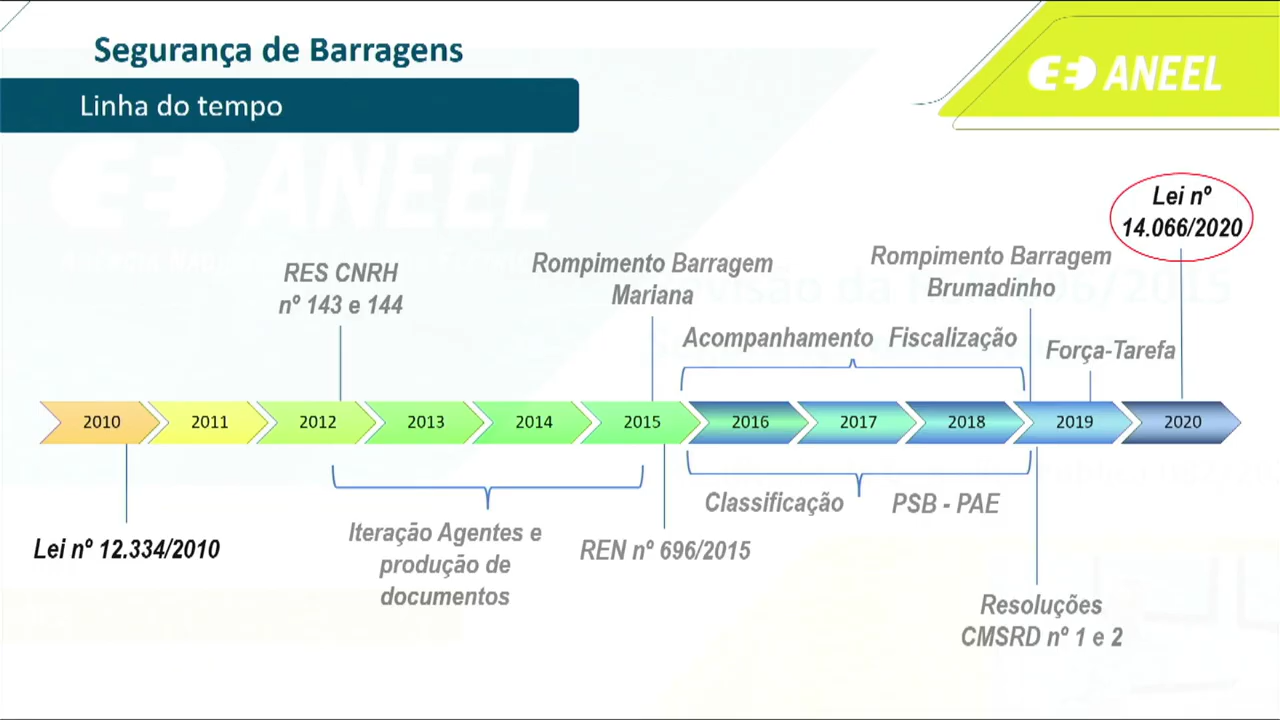 Segurança de Barragens
Linha do tempo
ANEEL
ANEEL
Lei nº
14.066/2020
RES CNRH
nº 143 e 144
Rompimento Barragem
Mariana
Rompimento Barragem
Brumadinho
Acompanhamento
Fiscalização
Força-Tarefa
2010
2011
2012
2013
2014
2015
2016
2017
2018
2019
2020
Lei nº 12.334/2010
Iteração Agentes e
produção de
documentos
REN nº 696/2015
Classificação
PSB - PAE
Resoluções
CMSRD nº 1 e 2